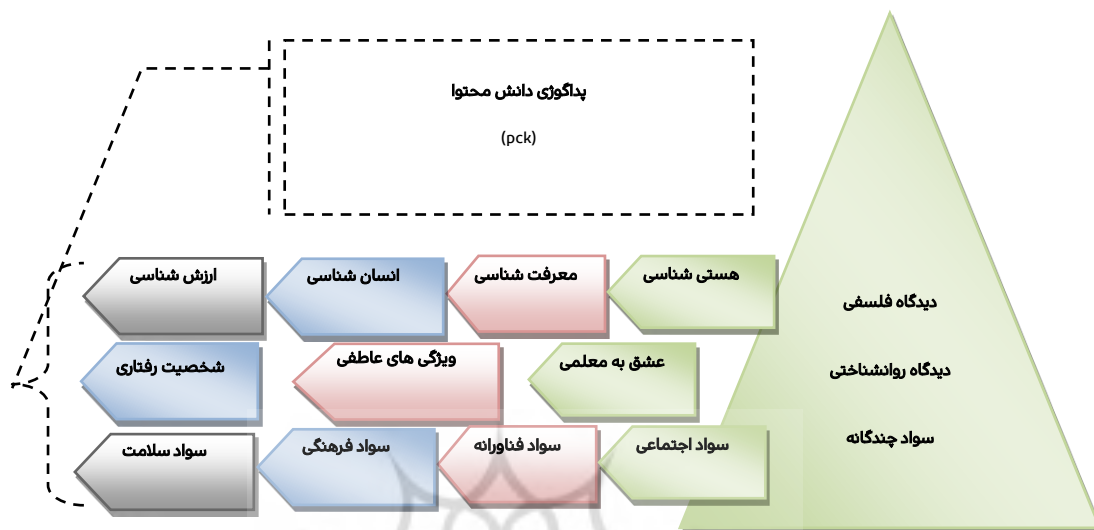 پداگوژی دانش محتوا
(pck)
هستی شناسی
معرفت شناسی
انسان شناسی
ارزش شناسی
دیدگاه فلسفی
عشق به معلمی
ویژگی های عاطفی
شخصیت رفتاری
دیدگاه روانشناختی
سواد اجتماعی
سواد فناورانه
سواد فرهنگی
سواد سلامت
سواد چندگانه